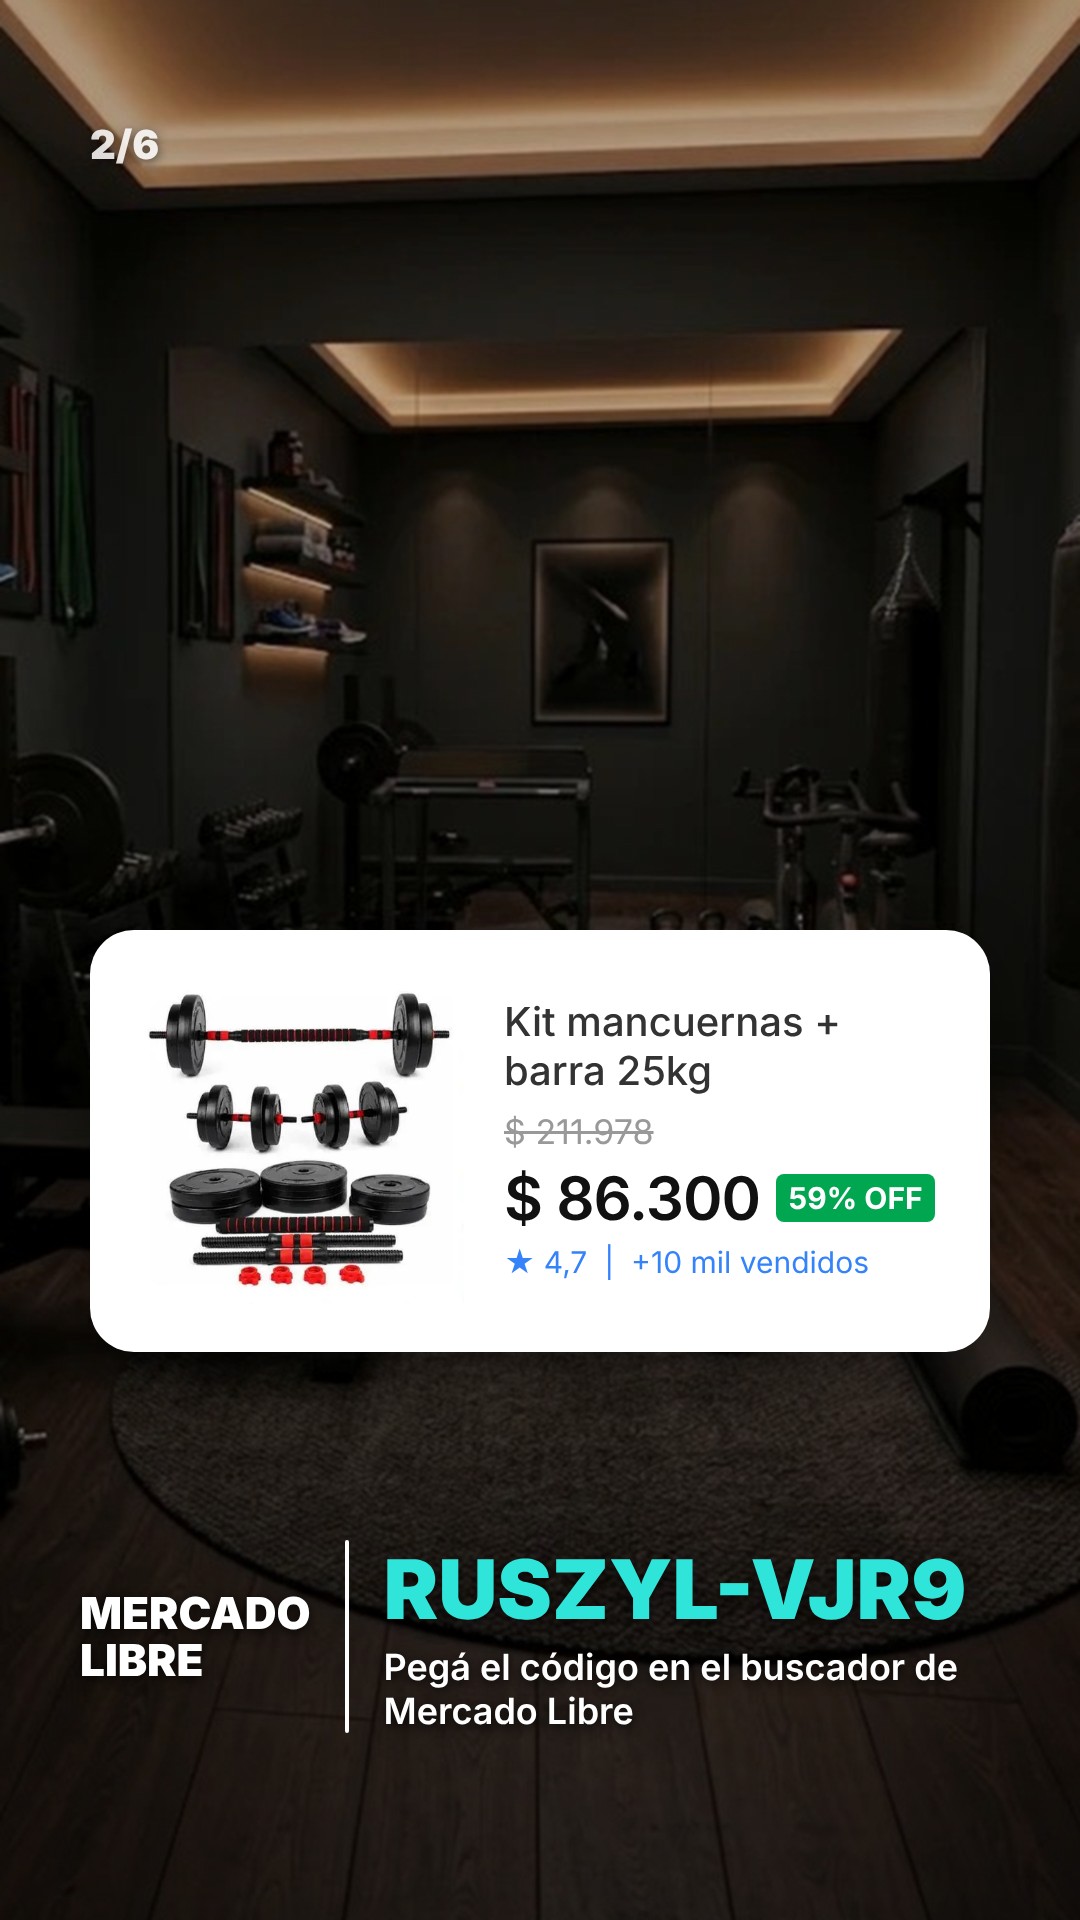 2/6
Kit mancuernas +
barra 25kg
$ 211.978
$ 86.300 59% OFF
★ 4,7 | +10 mil vendidos
MERCADO
LIBRE
RUSZYL-VJR9
Pegá el código en el buscador de
Mercado Libre